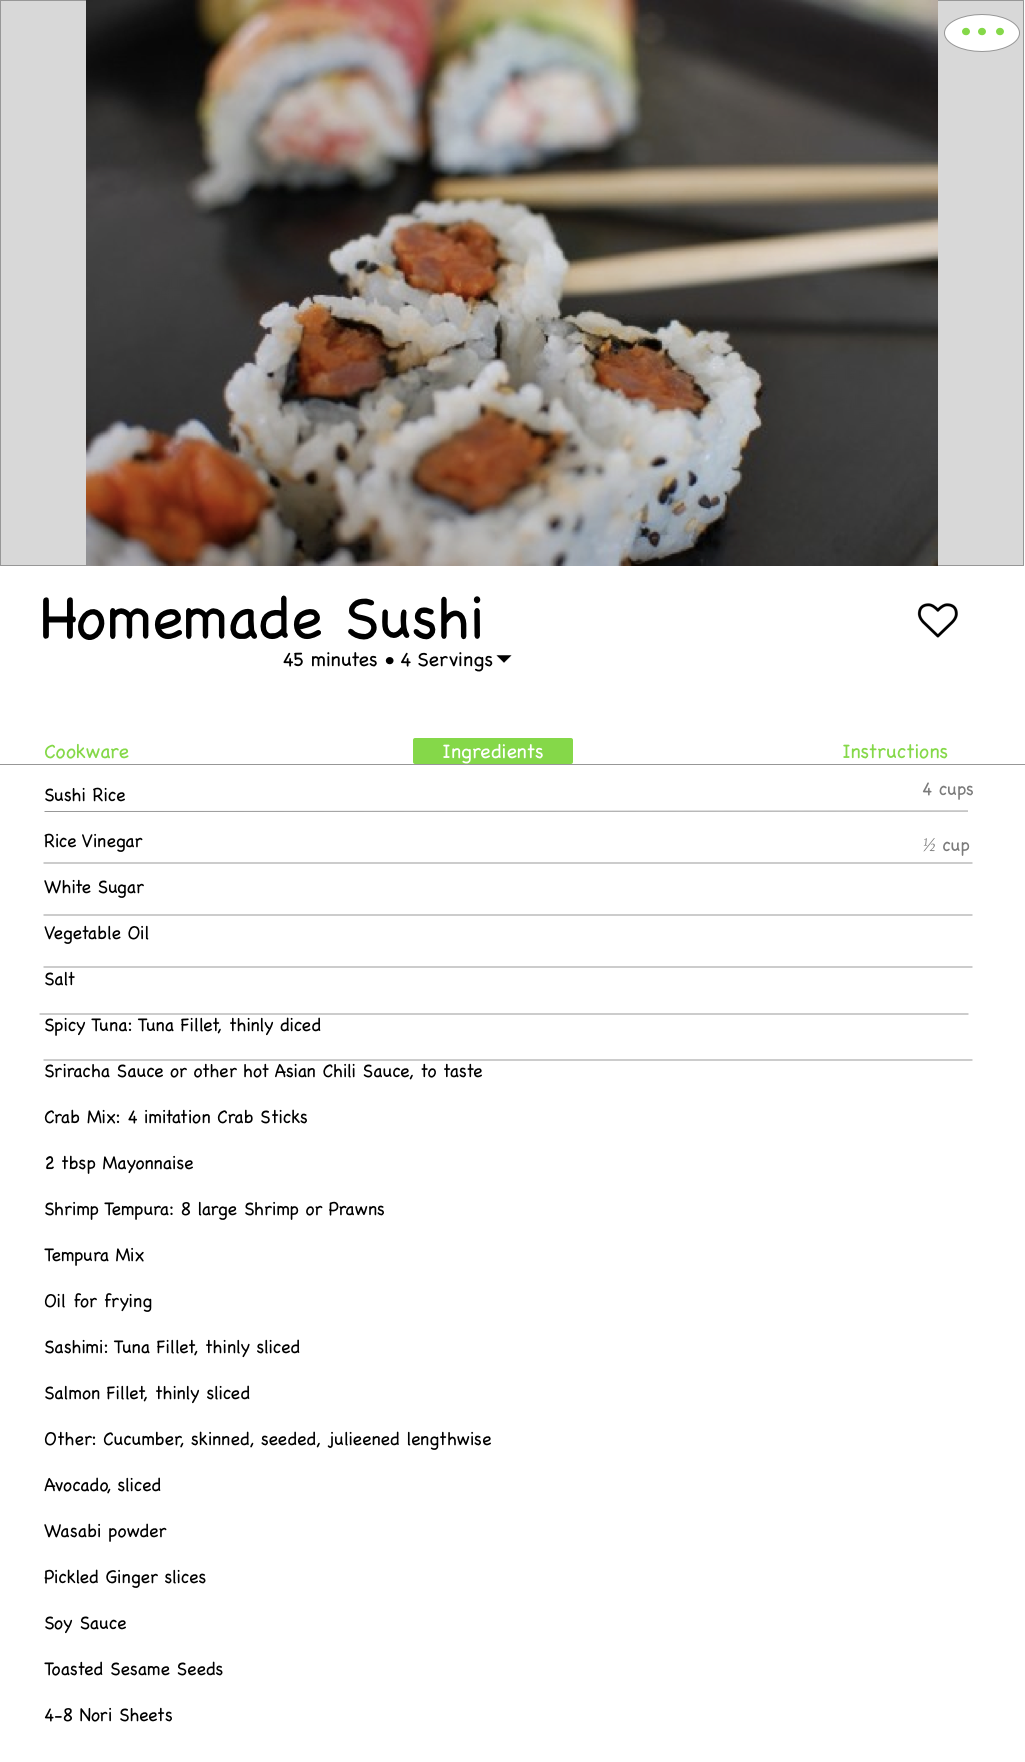 Homemade Sushi
45 minutes • 4 Servings
Cookware Ingredients Instructions
Sushi Rice 4 cups
Rice Vinegar ½ cup
White Sugar
Vegetable Oil
Salt
Spicy Tuna: Tuna Fillet, thinly diced
Sriracha Sauce or other hot Asian Chili Sauce, to taste
Crab Mix: 4 imitation Crab Sticks
2 tbsp Mayonnaise
Shrimp Tempura: 8 large Shrimp or Prawns
Tempura Mix
Oil for frying
Sashimi: Tuna Fillet, thinly sliced
Salmon Fillet, thinly sliced
Other: Cucumber, skinned, seeded, julieened lengthwise
Avocado, sliced
Wasabi powder
Pickled Ginger slices
Soy Sauce
Toasted Sesame Seeds
4-8 Nori Sheets